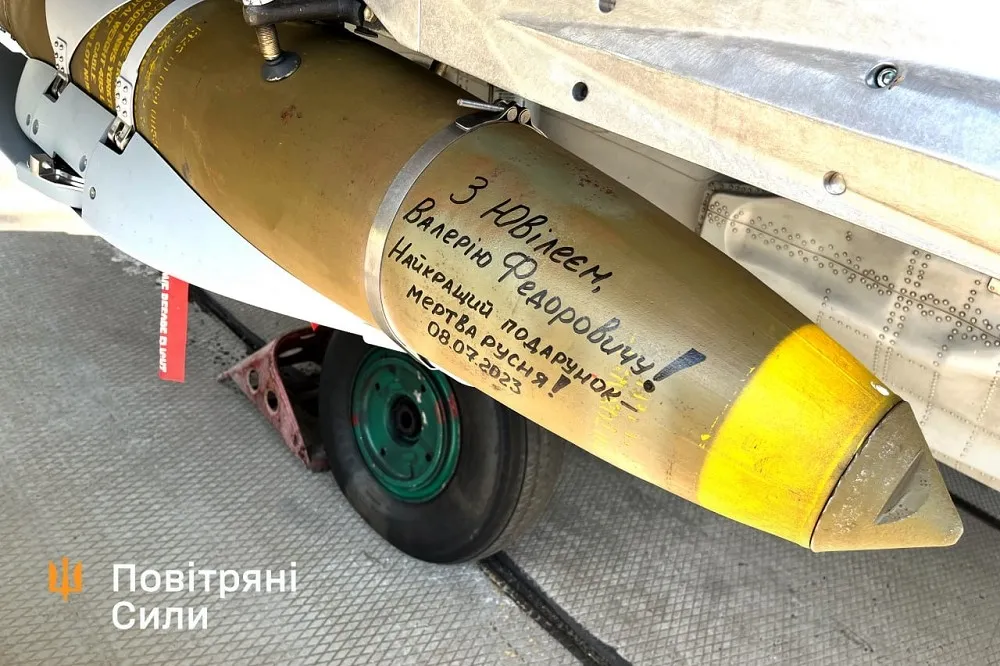 З Ювілеєм,
Валерію Федоровичу!
Найкращий подарунок–
мертва русня!
08.07.2023
Повітряні
Сили